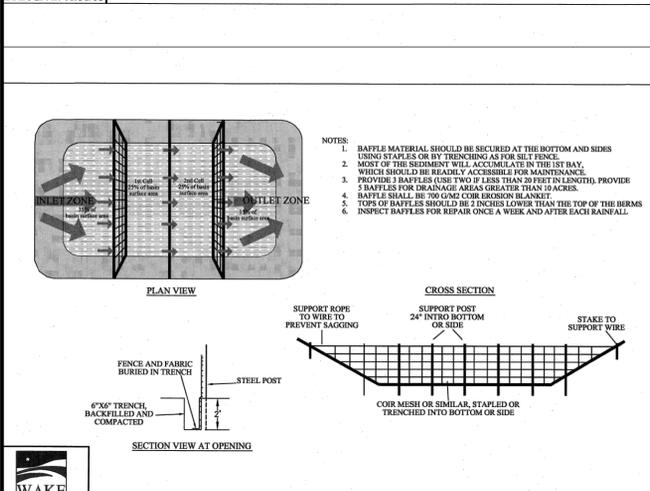 NOTES:
1. BAFFLE MATERIAL SHOULD BE SECURED AT THE BOTTOM AND SIDES
USING STAPLES OR BY TRENCHING AS FOR SILT FENCE.
2. MOST OF THE SEDIMENT WILL ACCUMULATE IN THE 1ST BAY,
WHICH SHOULD BE READILY ACCESSIBLE FOR MAINTENANCE.
3. PROVIDE 3 BAFFLES (USE TWO IF LESS THAN 20 FEET IN LENGTH). PROVIDE
5 BAFFLES FOR DRAINAGE AREAS GREATER THAN 10 ACRES.
4. BAFFLE SHALL BE 700 G/M2 COIR EROSION BLANKET.
5. TOPS OF BAFFLES SHOULD BE 2 INCHES LOWER THAN THE TOP OF THE BERMS
6. INSPECT BAFFLES FOR REPAIR ONCE A WEEK AND AFTER EACH RAINFALL
1st Cell
25% of basin
surface area
2nd Cell
25% of basin
surface area
INLET ZONE
of
basin surface area
OUTLET ZONE
of
basin surface area
PLAN VIEW
CROSS SECTION
SUPPORT ROPE
TO WIRE TO
PREVENT SAGGING
SUPPORT POST
24" INTRO BOTTOM
OR SIDE
STAKE TO
SUPPORT WIRE
COIR MESH OR SIMILAR, STAPLED OR
TRENCHED INTO BOTTOM OR SIDE
FENCE AND FABRIC
BURIED IN TRENCH
STEEL POST
6"X6" TRENCH,
BACKFILLED AND
COMPACTED
2'
SECTION VIEW AT OPENING
WAKE